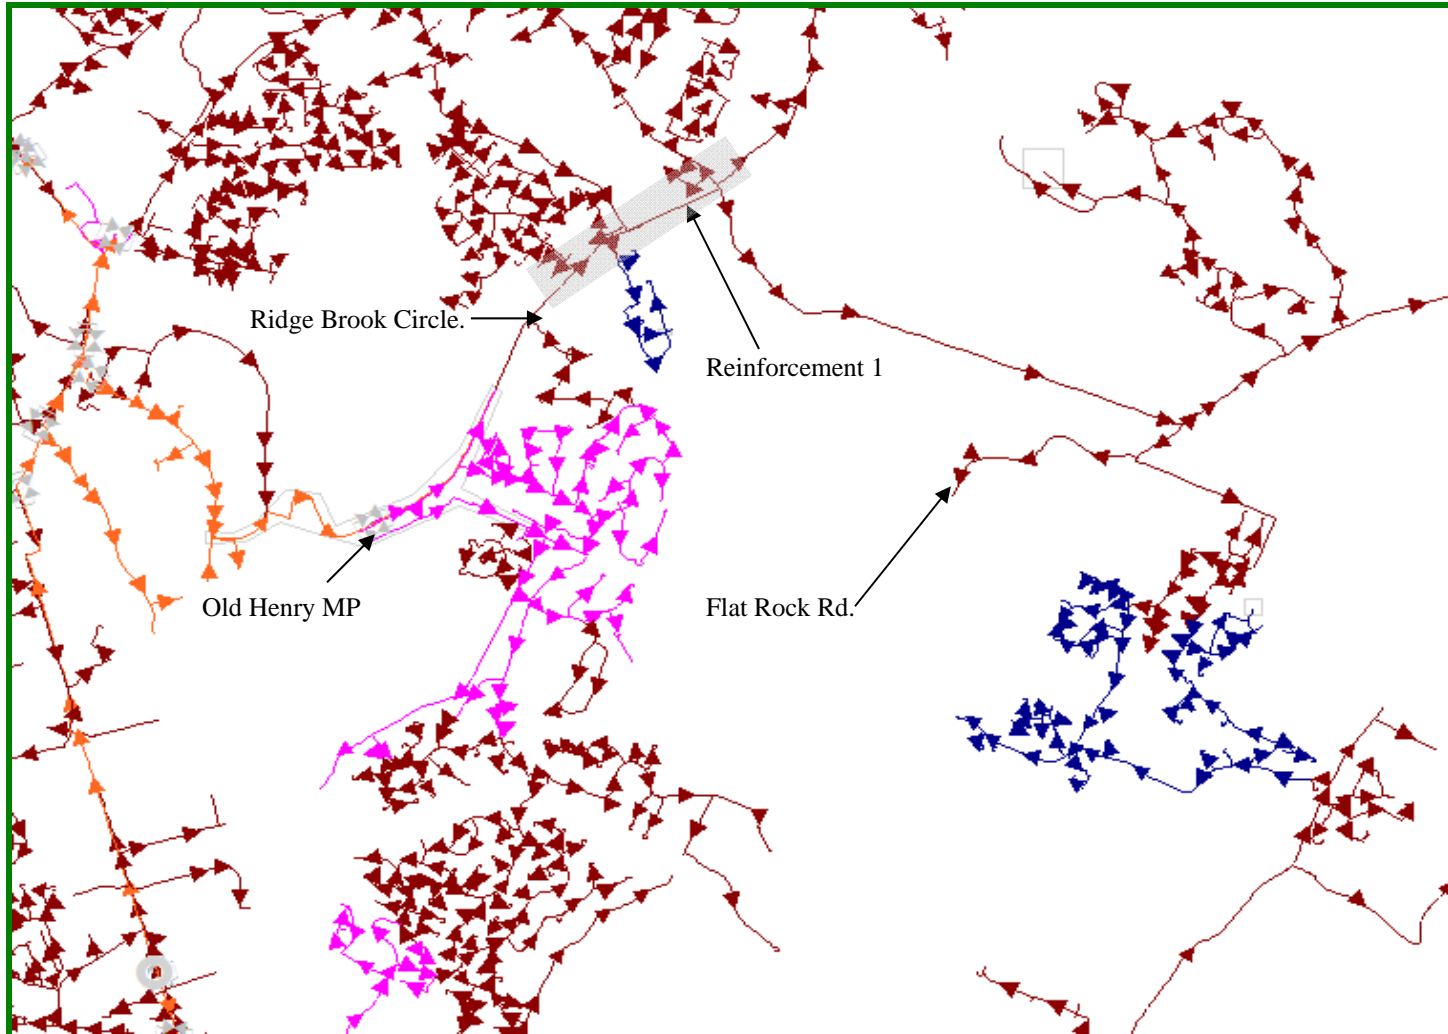 Ridge Brook Circle.
Reinforcement 1
Old Henry MP
Flat Rock Rd.